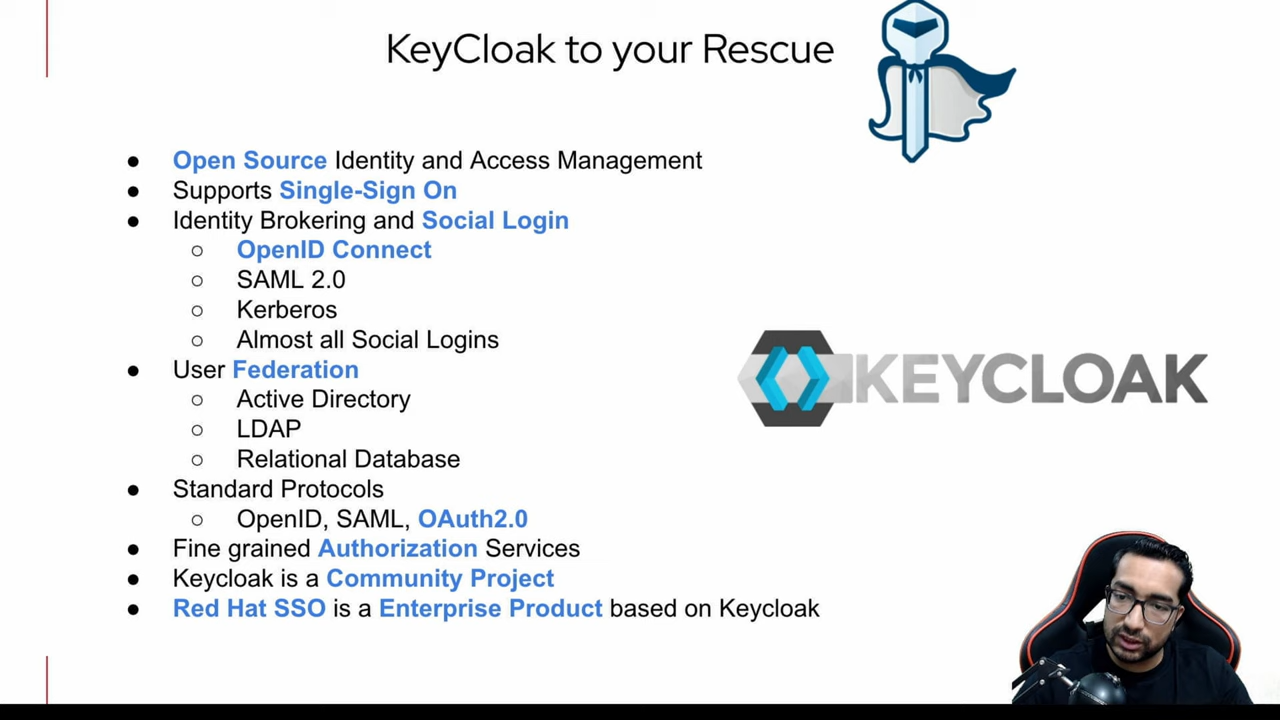 KeyCloak to your Rescue
● Open Source Identity and Access Management
● Supports Single-Sign On
● Identity Brokering and Social Login
○ OpenID Connect
○ SAML 2.0
○ Kerberos
○ Almost all Social Logins
● User Federation
○ Active Directory
○ LDAP
○ Relational Database
● Standard Protocols
○ OpenID, SAML, OAuth2.0
● Fine grained Authorization Services
● Keycloak is a Community Project
● Red Hat SSO is a Enterprise Product based on Keycloak
KEYCLOAK